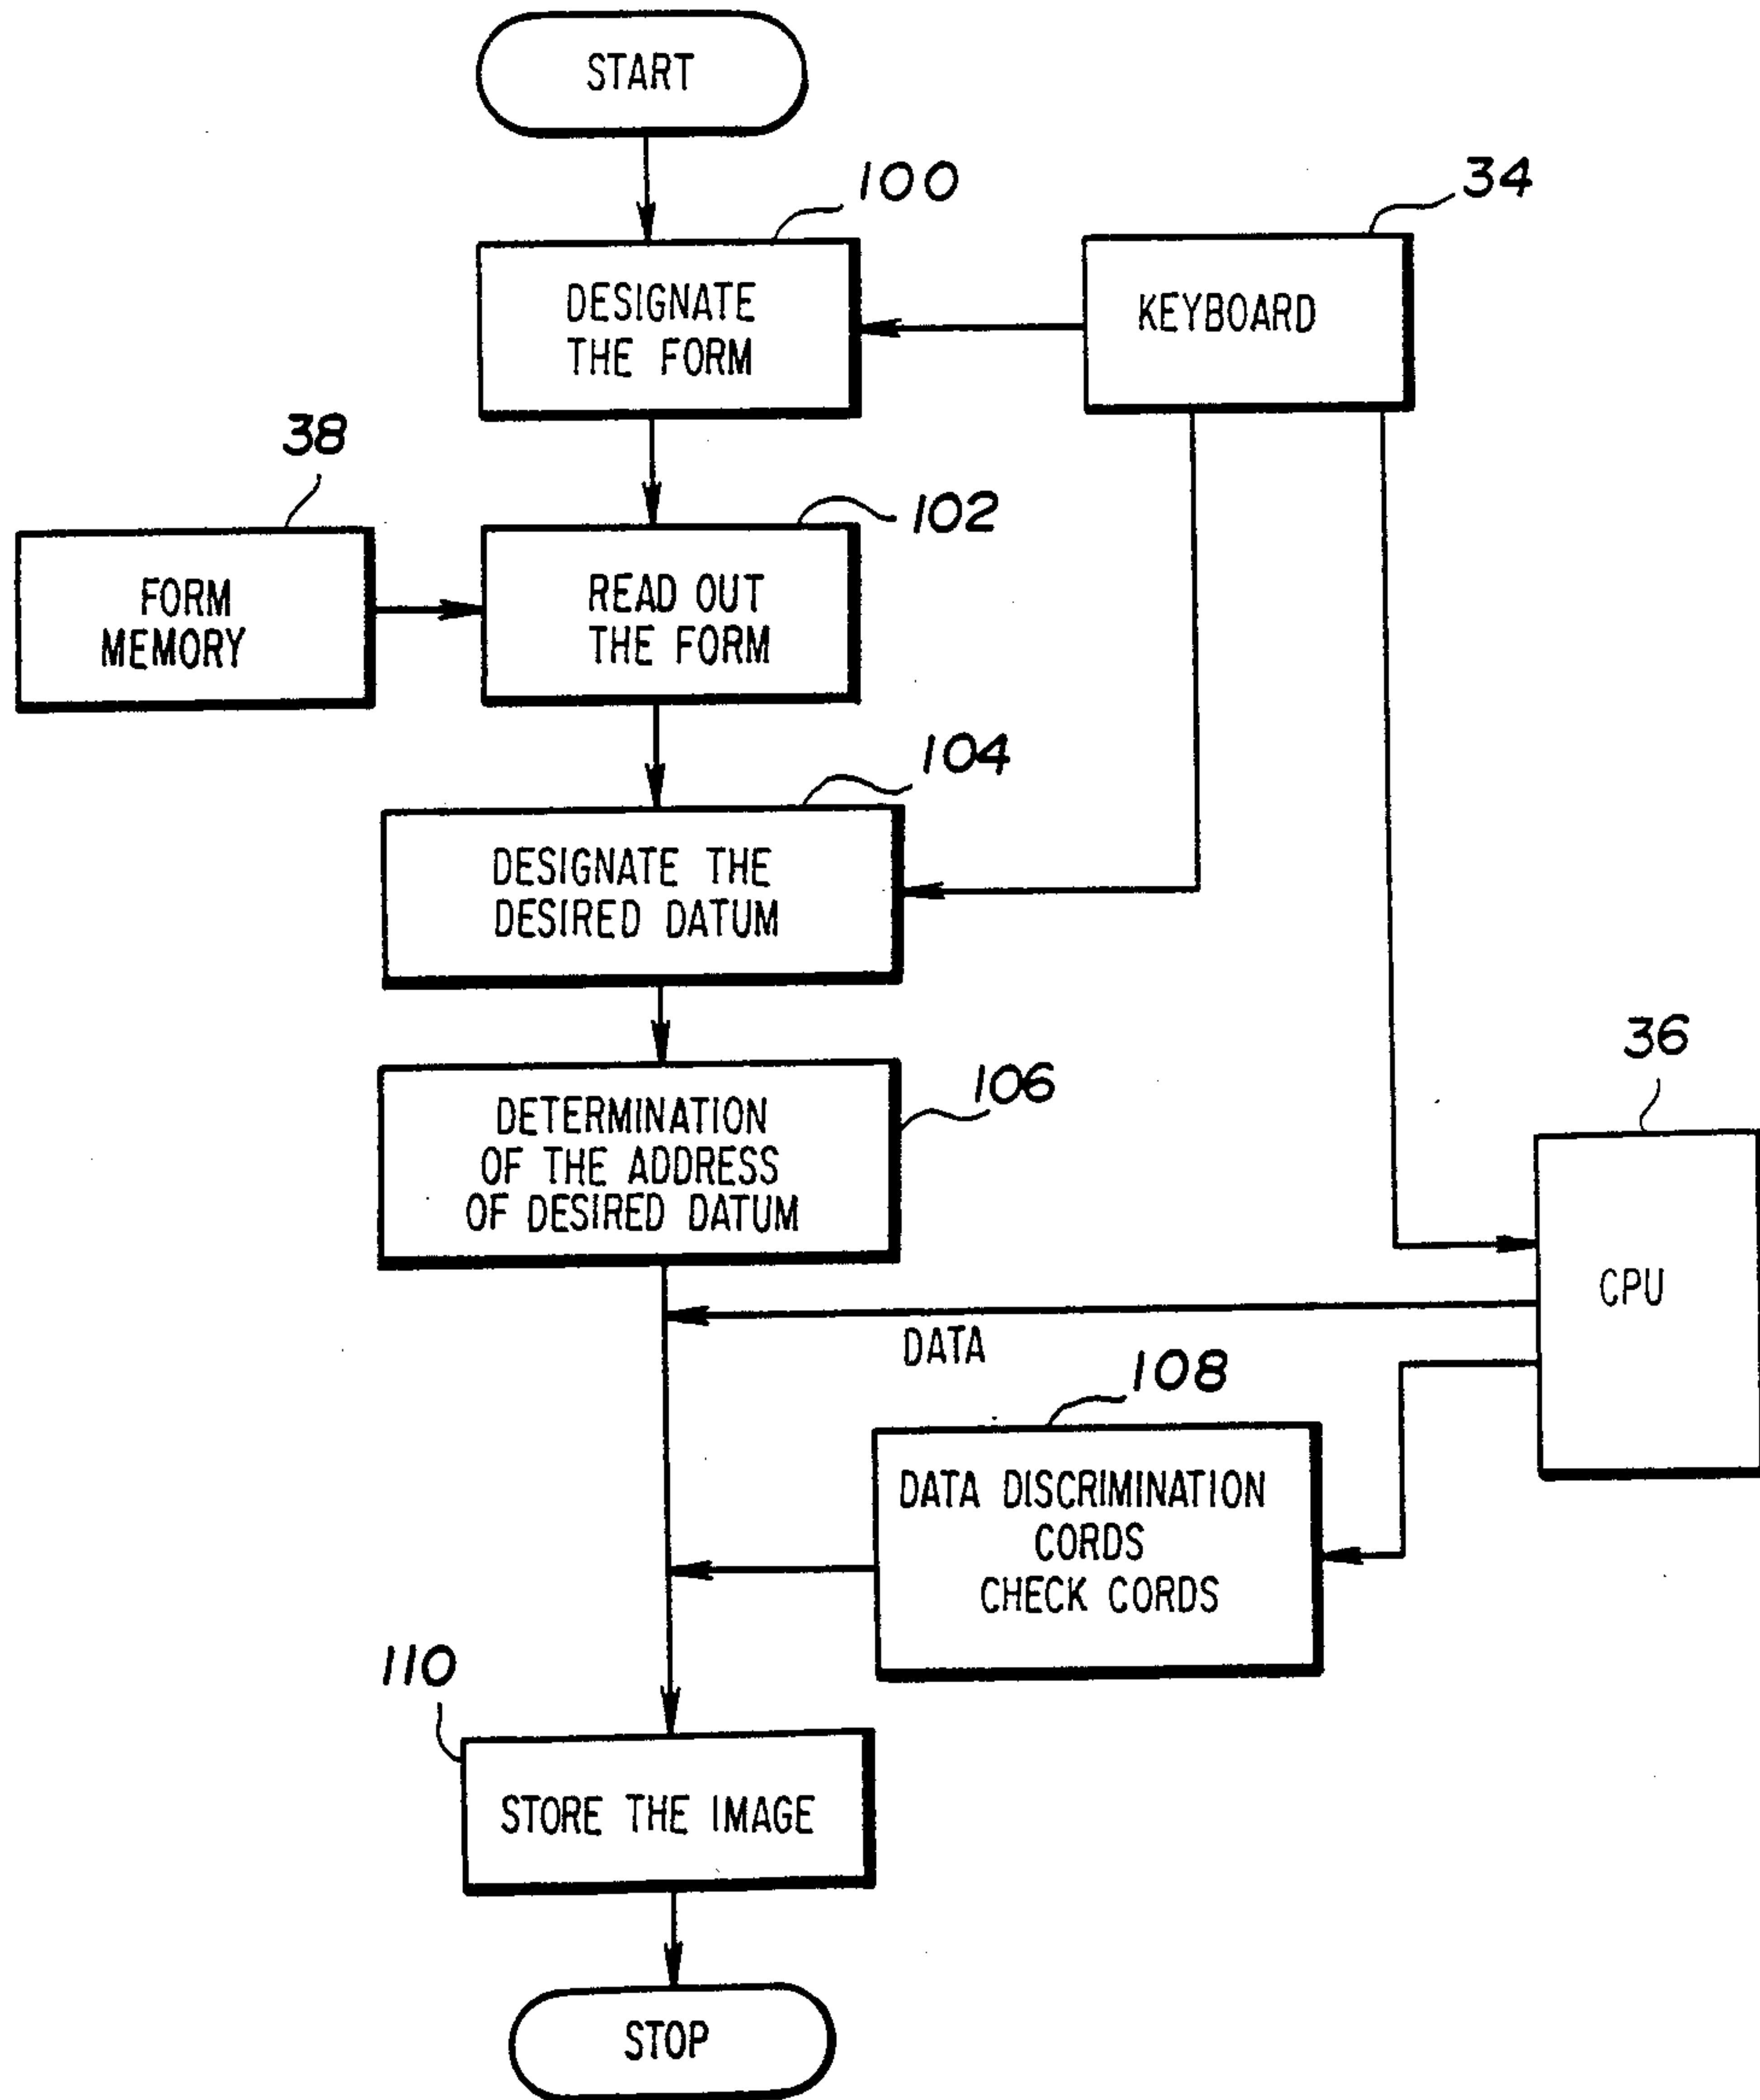 START
100
34
DESIGNATE
THE FORM
KEYBOARD
38
102
FORM
MEMORY
READ OUT
THE FORM
104
DESIGNATE THE
DESIRED DATUM
106
36
DETERMINATION
OF THE ADDRESS
OF DESIRED DATUM
CPU
DATA
108
DATA DISCRIMINATION
CORDS
CHECK CORDS
110
STORE THE IMAGE
STOP